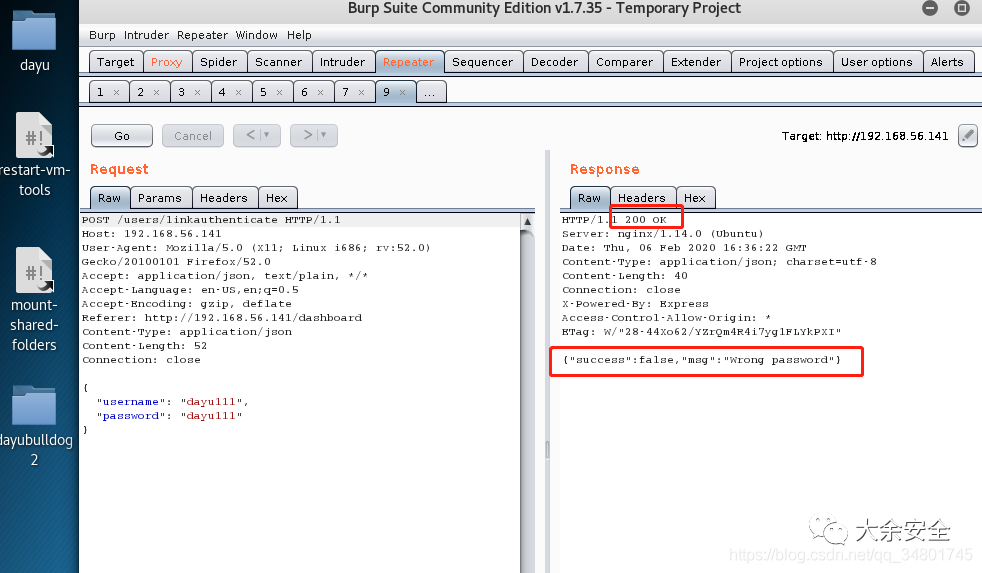 Burp Suite Community Edition v1.7.35 - Temporary Project
dayu
restart-vm-
tools
mount-
shared-
folders
dayubulldog
2
Burp Intruder Repeater Window Help
Target Proxy Spider Scanner Intruder Repeater Sequencer Decoder Comparer Extender Project options User options Alerts
1 × 2 × 3 × 4 × 5 × 6 × 7 × 9 × ...
Go Cancel < | ▼ > | ▼ Target: http://192.168.56.141
Request
Raw Params Headers Hex
POST /users/linkauthenticate HTTP/1.1
Host: 192.168.56.141
User-Agent: Mozilla/5.0 (X11; Linux i686; rv:52.0)
Gecko/20100101 Firefox/52.0
Accept: application/json, text/plain, */*
Accept-Language: en-US,en;q=0.5
Accept-Encoding: gzip, deflate
Referer: http://192.168.56.141/dashboard
Content-Type: application/json
Content-Length: 52
Connection: close
{
"username": "dayu111",
"password": "dayu111"
}
Response
Raw Headers Hex
HTTP/1.1 200 OK
Server: nginx/1.14.0 (Ubuntu)
Date: Thu, 06 Feb 2020 16:36:22 GMT
Content-Type: application/json; charset=utf-8
Content-Length: 40
Connection: close
X-Powered-By: Express
Access-Control-Allow-Origin: *
ETag: W/"28-44Xo62/YZrQm4R4i7yg1FLYkPXI"
{"success":false,"msg":"Wrong password"}
大余安全
https://blog.csdn.net/qq_34801745